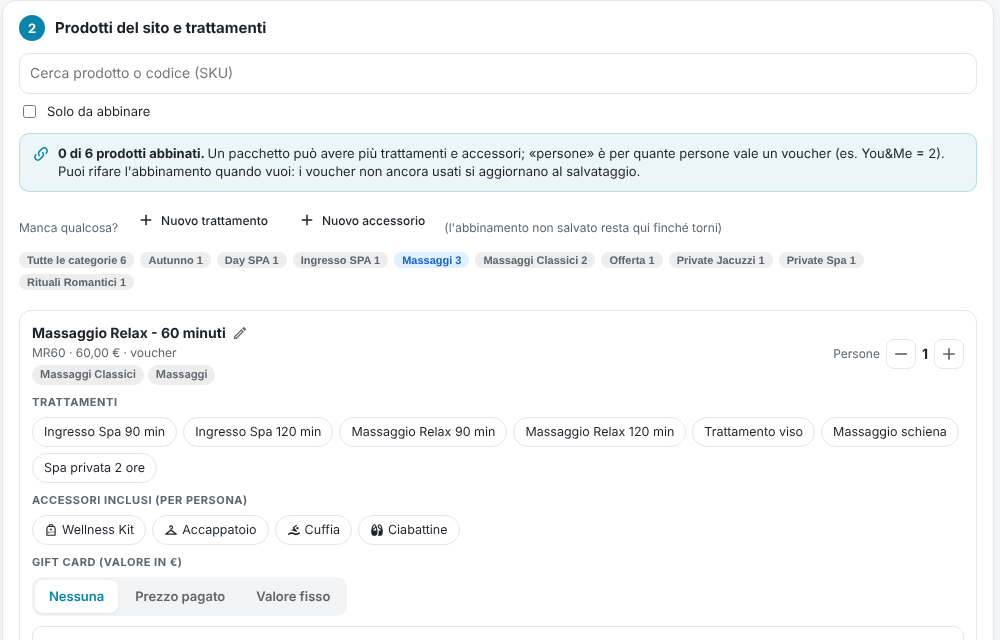 2 Prodotti del sito e trattamenti
Cerca prodotto o codice (SKU)
Solo da abbinare
0 di 6 prodotti abbinati. Un pacchetto può avere più trattamenti e accessori; «persone» è per quante persone vale un voucher (es. You&Me = 2).
Puoi rifare l'abbinamento quando vuoi: i voucher non ancora usati si aggiornano al salvataggio.
Manca qualcosa? + Nuovo trattamento + Nuovo accessorio (l'abbinamento non salvato resta qui finché torni)
Tutte le categorie 6 Autunno 1 Day SPA 1 Ingresso SPA 1 Massaggi 3 Massaggi Classici 2 Offerta 1 Private Jacuzzi 1 Private Spa 1
Rituali Romantici 1
Massaggio Relax - 60 minuti
MR60 · 60,00 € · voucher
Persone − 1 +
Massaggi Classici Massaggi
TRATTAMENTI
Ingresso Spa 90 min Ingresso Spa 120 min Massaggio Relax 90 min Massaggio Relax 120 min Trattamento viso Massaggio schiena
Spa privata 2 ore
ACCESSORI INCLUSI (PER PERSONA)
Wellness Kit Accappatoio Cuffia Ciabattine
GIFT CARD (VALORE IN €)
Nessuna Prezzo pagato Valore fisso